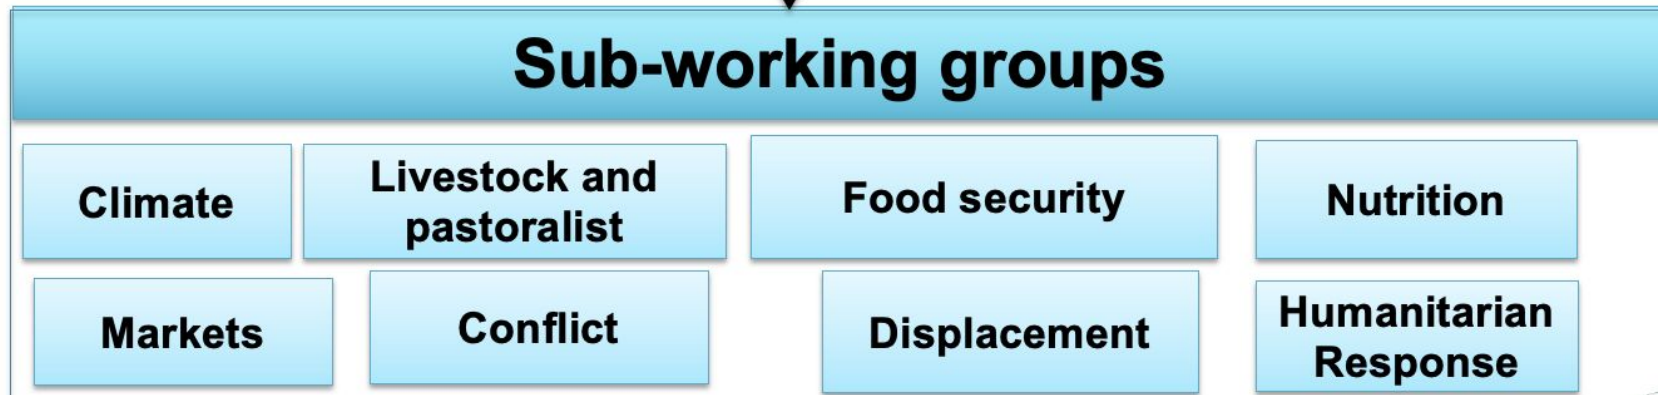 Sub-working groups
Climate
Livestock and
pastoralist
Food security
Nutrition
Markets
Conflict
Displacement
Humanitarian
Response